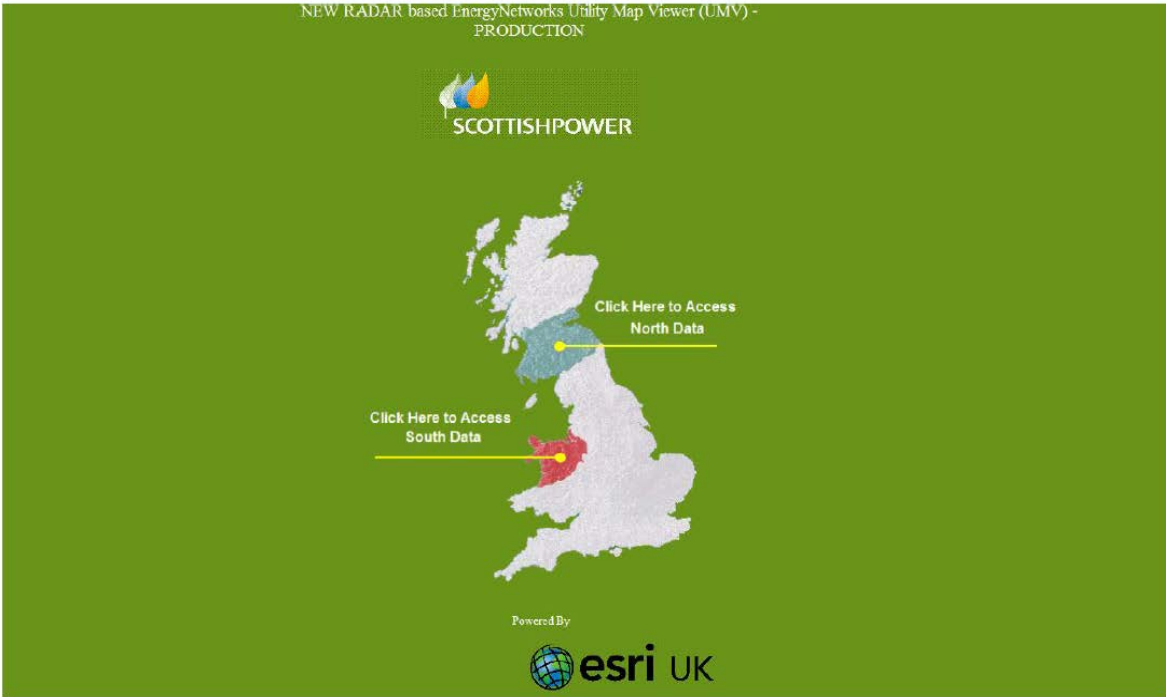 NEW RADAR based EnergyNetworks Utility Map Viewer (UMV) -
PRODUCTION
SCOTTISHPOWER
Click Here to Access
North Data
Click Here to Access
South Data
Powered By
esri UK